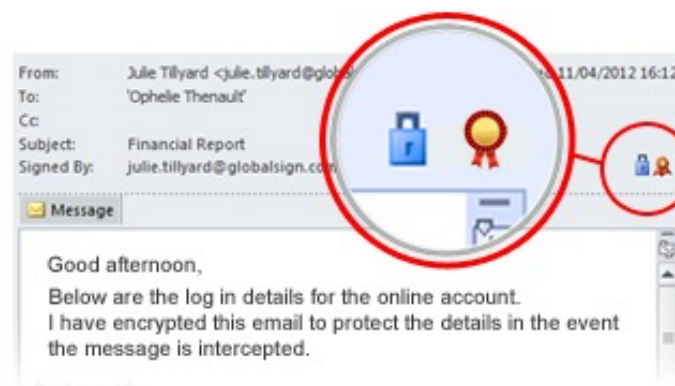 From: Julie Tillyard <julie.tillyard@glob 11/04/2012 16:12
To: 'Ophelie Thenault'
Cc:
Subject: Financial Report
Signed By: julie.tillyard@globalsign.com
Message
Good afternoon,
Below are the log in details for the online account.
I have encrypted this email to protect the details in the event
the message is intercepted.